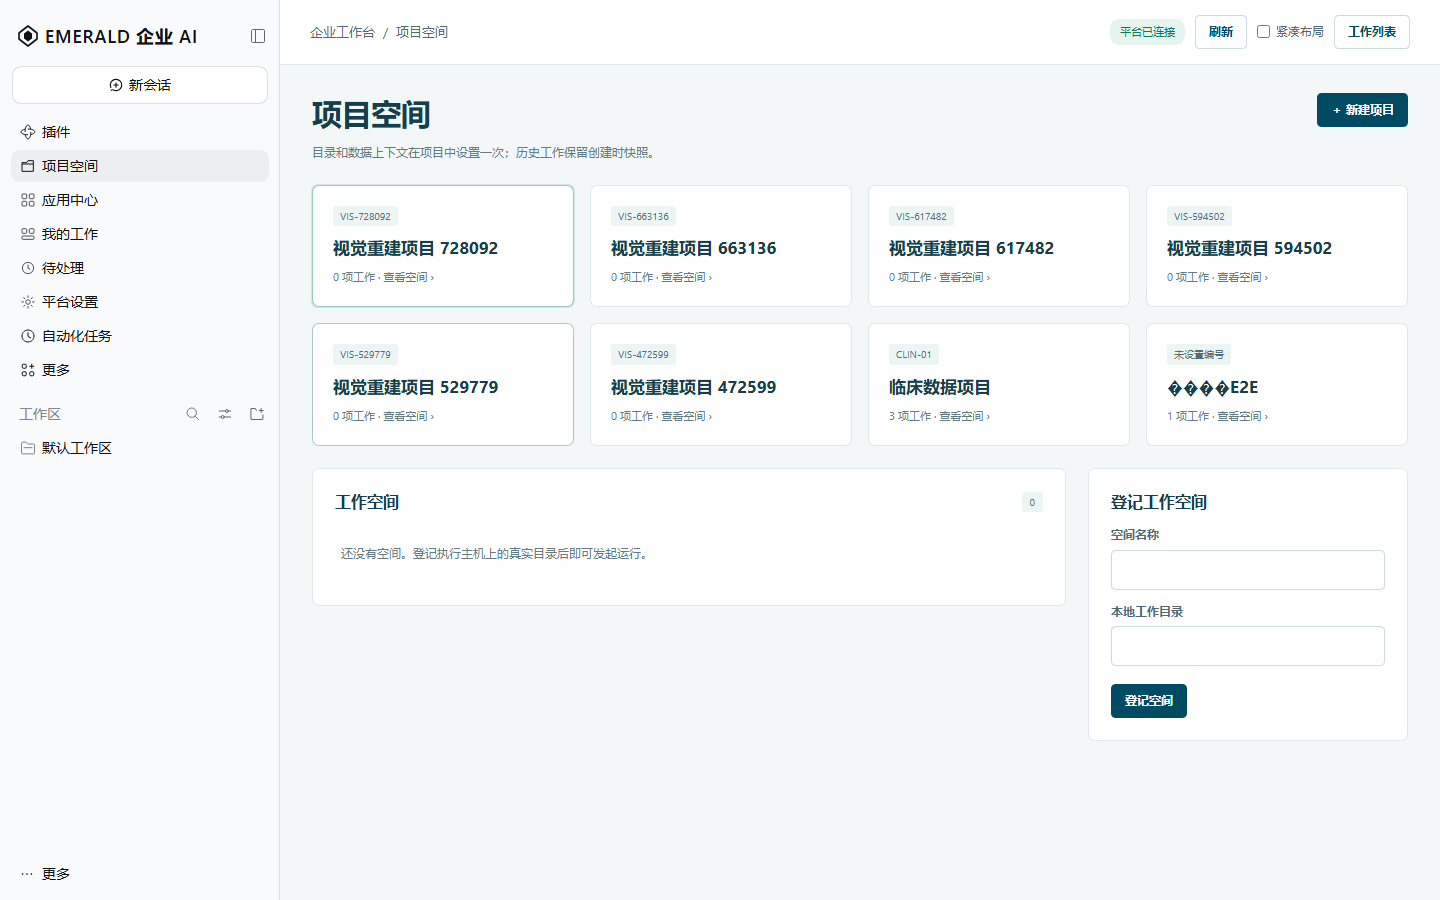 EMERALD 企业 AI
新会话
插件
项目空间
应用中心
我的工作
待处理
平台设置
自动化任务
更多
工作区
默认工作区
更多
企业工作台 / 项目空间
平台已连接
刷新
紧凑布局
工作列表
项目空间
目录和数据上下文在项目中设置一次；历史工作保留创建时快照。
+ 新建项目
VIS-728092
视觉重建项目 728092
0 项工作 · 查看空间 ›
VIS-663136
视觉重建项目 663136
0 项工作 · 查看空间 ›
VIS-617482
视觉重建项目 617482
0 项工作 · 查看空间 ›
VIS-594502
视觉重建项目 594502
0 项工作 · 查看空间 ›
VIS-529779
视觉重建项目 529779
0 项工作 · 查看空间 ›
VIS-472599
视觉重建项目 472599
0 项工作 · 查看空间 ›
CLIN-01
临床数据项目
3 项工作 · 查看空间 ›
未设置编号
����E2E
1 项工作 · 查看空间 ›
工作空间
0
还没有空间。登记执行主机上的真实目录后即可发起运行。
登记工作空间
空间名称
本地工作目录
登记空间